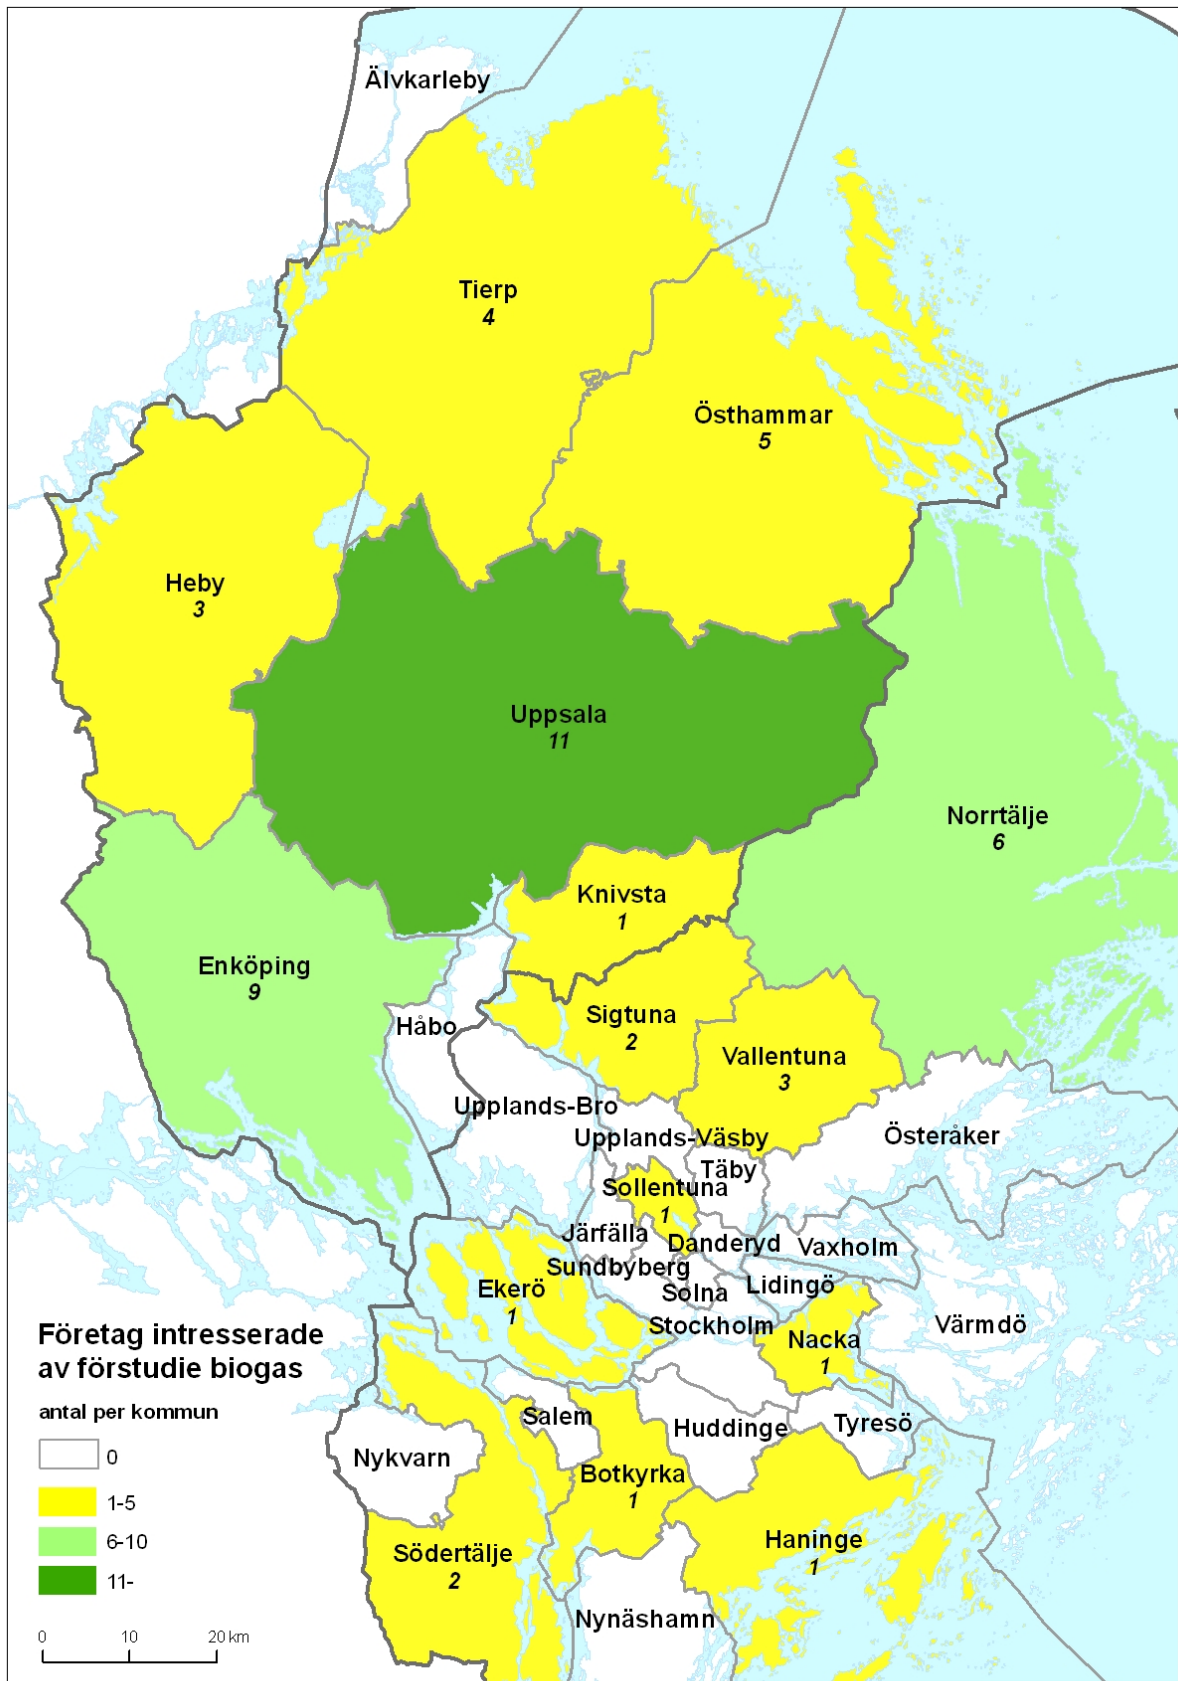 Älvkarleby
Tierp
4
Östhammar
5
Heby
3
Uppsala
11
Norrtälje
6
Knivsta
1
Enköping
9
Håbo
Sigtuna
2
Vallentuna
3
Upplands-Bro
Upplands-Väsby
Österåker
Täby
Sollentuna
1
Järfälla
Danderyd
Vaxholm
Sundbyberg
Ekerö
1
Solna
Lidingö
Stockholm
Nacka
1
Värmdö
Företag intresserade
av förstudie biogas
antal per kommun
0
1-5
6-10
11-
0 10 20 km
Salem
Huddinge
Tyresö
Nykvarn
Botkyrka
1
Södertälje
2
Haninge
1
Nynäshamn